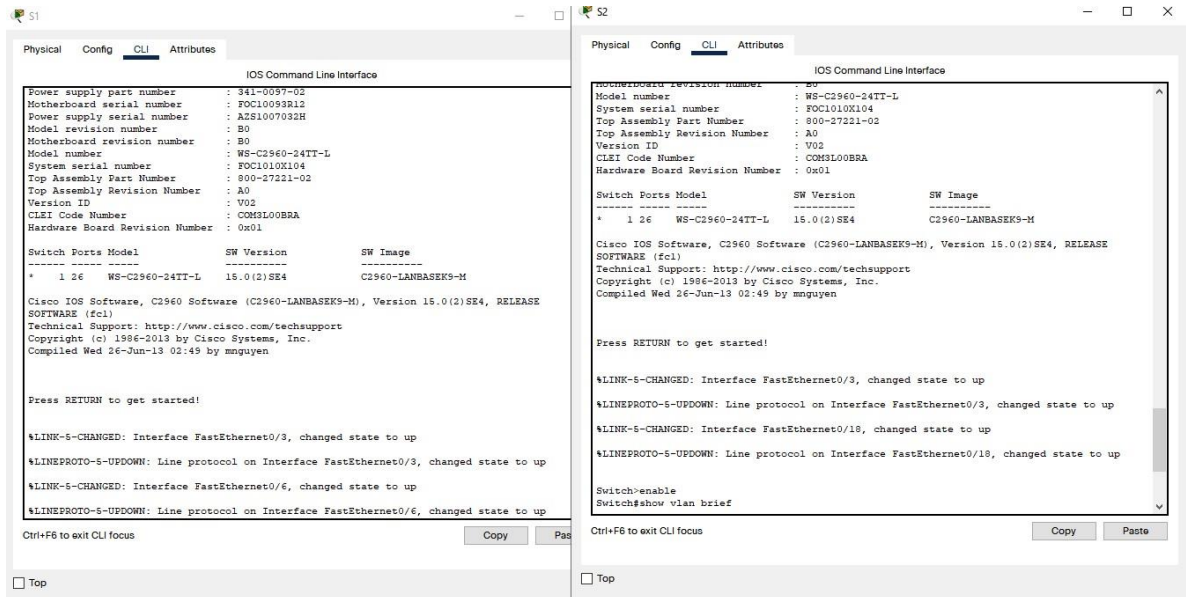 S1
Physical Config CLI Attributes
IOS Command Line Interface
Power supply part number : 341-0097-02
Motherboard serial number : FOC10093R12
Power supply serial number : AZS1007032H
Model revision number : B0
Motherboard revision number : B0
Model number : WS-C2960-24TT-L
System serial number : FOC1010X104
Top Assembly Part Number : 800-27221-02
Top Assembly Revision Number : A0
Version ID : V02
CLEI Code Number : COM3L00BRA
Hardware Board Revision Number : 0x01
Switch Ports Model SW Version SW Image
------ ----- ----- ---------- ----------
* 1 26 WS-C2960-24TT-L 15.0(2)SE4 C2960-LANBASEK9-M
Cisco IOS Software, C2960 Software (C2960-LANBASEK9-M), Version 15.0(2)SE4, RELEASE
SOFTWARE (fc1)
Technical Support: http://www.cisco.com/techsupport
Copyright (c) 1986-2013 by Cisco Systems, Inc.
Compiled Wed 26-Jun-13 02:49 by mnguyen
Press RETURN to get started!
%LINK-5-CHANGED: Interface FastEthernet0/3, changed state to up
%LINEPROTO-5-UPDOWN: Line protocol on Interface FastEthernet0/3, changed state to up
%LINK-5-CHANGED: Interface FastEthernet0/6, changed state to up
%LINEPROTO-5-UPDOWN: Line protocol on Interface FastEthernet0/6, changed state to up
Ctrl+F6 to exit CLI focus
Copy Pas
Top
S2
Physical Config CLI Attributes
IOS Command Line Interface
Motherboard revision number : B0
Model number : WS-C2960-24TT-L
System serial number : FOC1010X104
Top Assembly Part Number : 800-27221-02
Top Assembly Revision Number : A0
Version ID : V02
CLEI Code Number : COM3L00BRA
Hardware Board Revision Number : 0x01
Switch Ports Model SW Version SW Image
------ ----- ----- ---------- ----------
* 1 26 WS-C2960-24TT-L 15.0(2)SE4 C2960-LANBASEK9-M
Cisco IOS Software, C2960 Software (C2960-LANBASEK9-M), Version 15.0(2)SE4, RELEASE
SOFTWARE (fc1)
Technical Support: http://www.cisco.com/techsupport
Copyright (c) 1986-2013 by Cisco Systems, Inc.
Compiled Wed 26-Jun-13 02:49 by mnguyen
Press RETURN to get started!
%LINK-5-CHANGED: Interface FastEthernet0/3, changed state to up
%LINEPROTO-5-UPDOWN: Line protocol on Interface FastEthernet0/3, changed state to up
%LINK-5-CHANGED: Interface FastEthernet0/18, changed state to up
%LINEPROTO-5-UPDOWN: Line protocol on Interface FastEthernet0/18, changed state to up
Switch>enable
Switch#show vlan brief
Ctrl+F6 to exit CLI focus
Copy Paste
Top